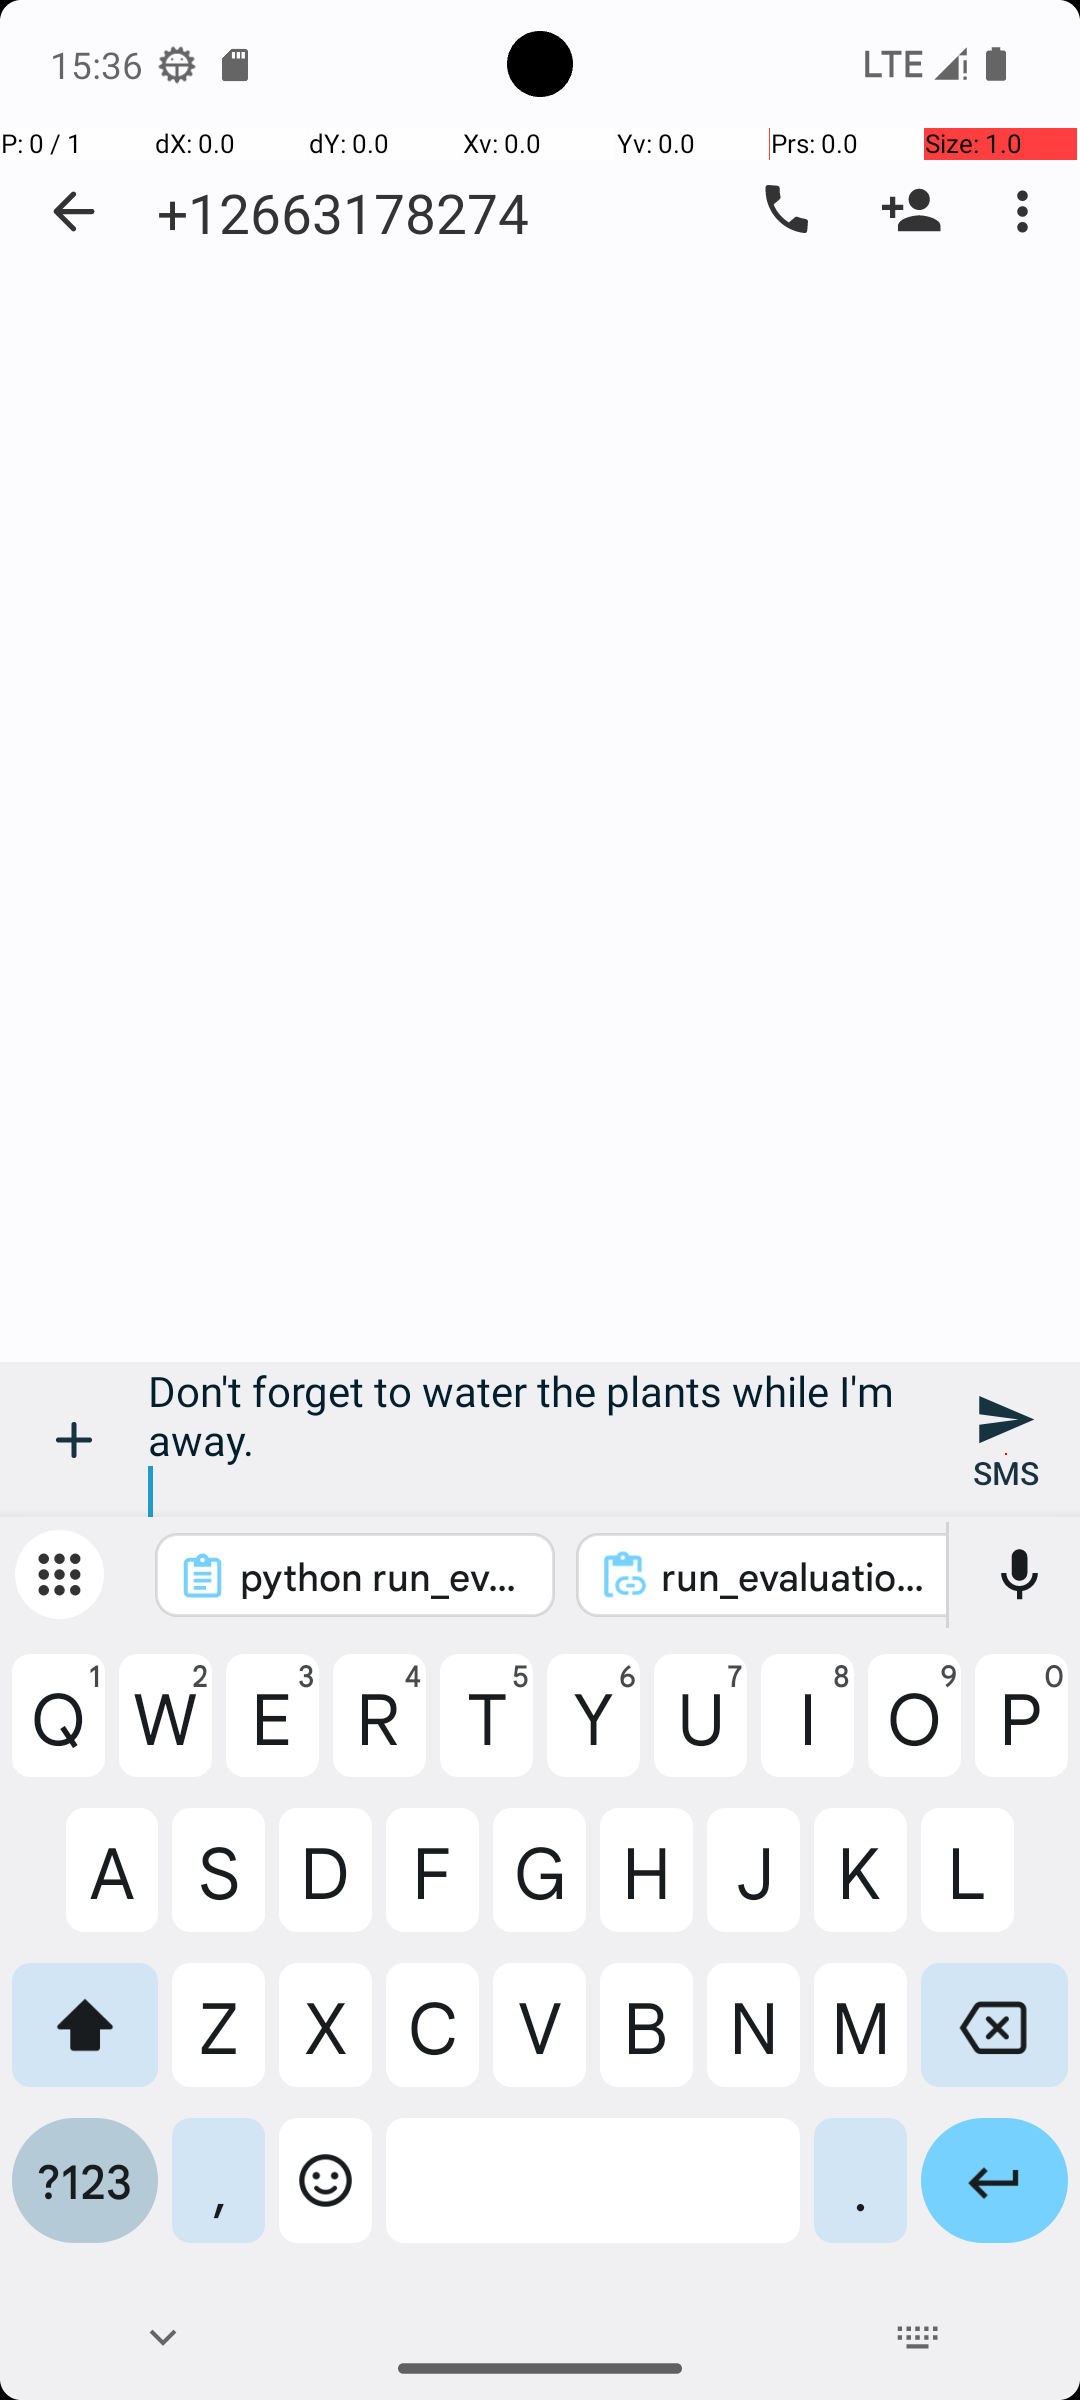 15:36 LTE
P: 0 / 1 dX: 0.0 dY: 0.0 Xv: 0.0 Yv: 0.0 Prs: 0.0 Size: 1.0
+12663178274
Don't forget to water the plants while I'm
away.
SMS
python run_ev... run_evaluatio...
Q 1 W 2 E 3 R 4 T 5 Y 6 U 7 I 8 O 9 P 0
A S D F G H J K L
Z X C V B N M
?123 , .